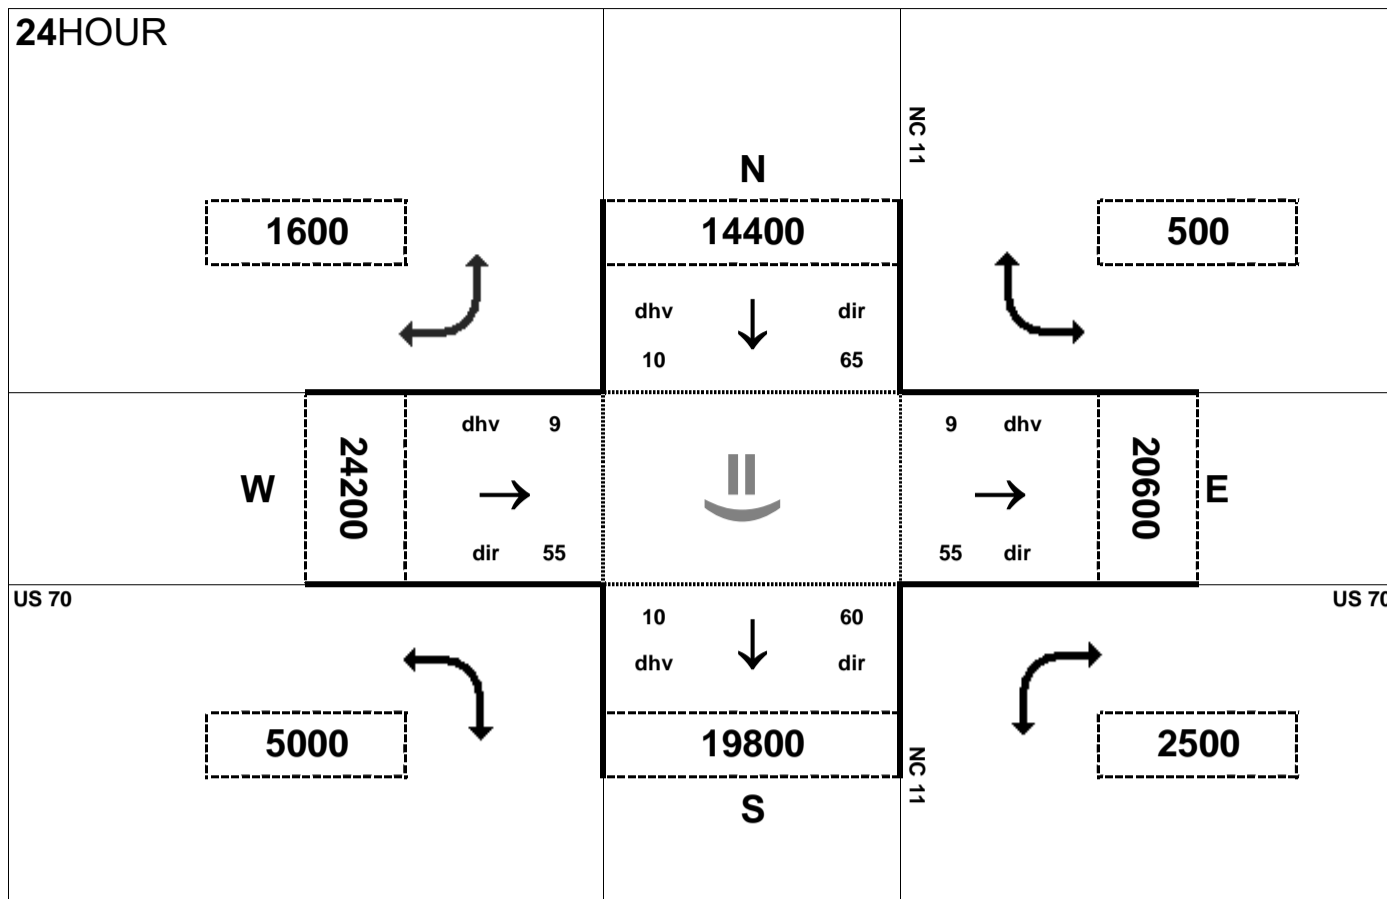 24HOUR
NC 11
N
1600
14400
500
dhv dir
10 65
dhv 9
9 dhv
W
24200
20600
E
dir 55
55 dir
US 70
US 70
10 60
dhv dir
5000
19800
2500
NC 11
S